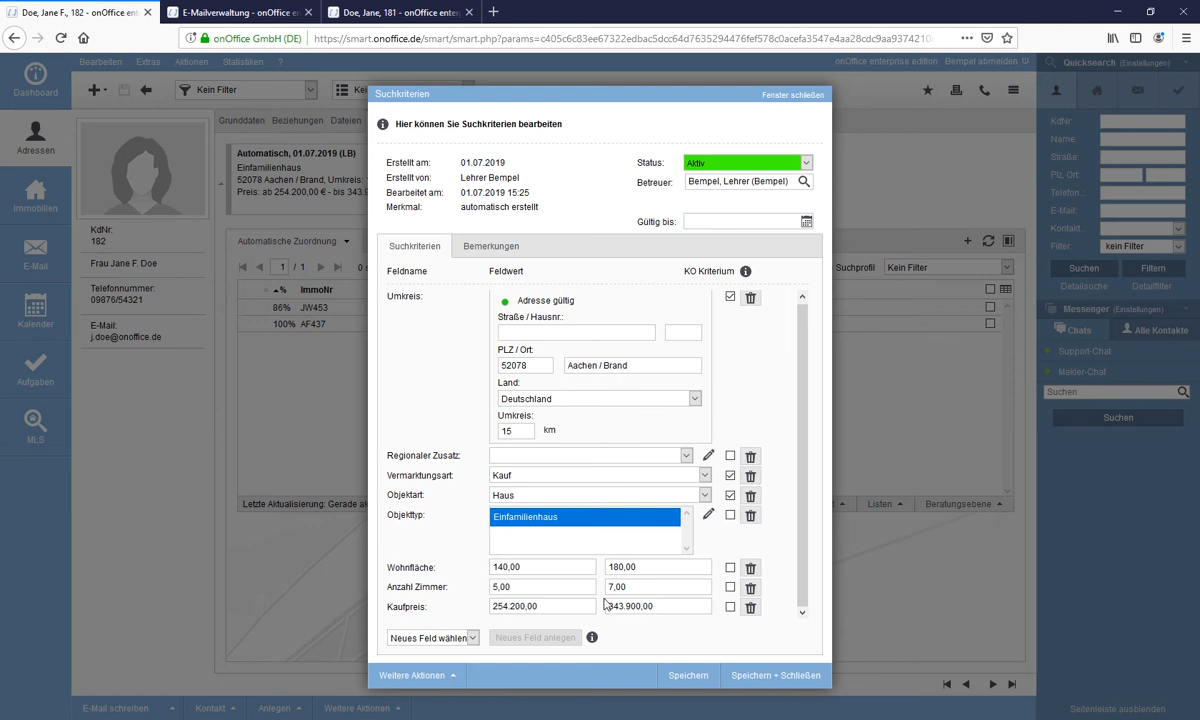 Doe, Jane F., 182 - onOffice ent
E-Mailverwaltung - onOffice en
Doe, Jane, 181 - onOffice enter
onOffice GmbH (DE)
https://smart.onoffice.de/smart/smart.php?params=c405c6c83ee67322edbac5dcc64d7635294476fef578c0acefa3547e4aa28cdc9aa9374210
Bearbeiten Extras Aktionen Statistiken ?
onOffice enterprise edition Bempel abmelden
Quicksearch (Einstellungen)
Dashboard
Kein Filter
Adressen
Immobilien
E-Mail
Kalender
Aufgaben
MLS
Grunddaten Beziehungen Dateien
Automatisch, 01.07.2019 (LB)
Einfamilienhaus
52078 Aachen / Brand, Umkreis:
Preis: ab 254.200,00 € - bis 343.9
KdNr:
182
Frau Jane F. Doe
Telefonnummer:
09876/54321
E-Mail:
j.doe@onoffice.de
Automatische Zuordnung
1 / 1
Suchprofil Kein Filter
% ImmoNr
86% JW453
100% AF437
Letzte Aktualisierung: Gerade ak
Listen Beratungsebene
Suchkriterien
Fenster schließen
Hier können Sie Suchkriterien bearbeiten
Erstellt am: 01.07.2019
Erstellt von: Lehrer Bempel
Bearbeitet am: 01.07.2019 15:25
Merkmal: automatisch erstellt
Status: Aktiv
Betreuer: Bempel, Lehrer (Bempel)
Gültig bis:
Suchkriterien Bemerkungen
Feldname Feldwert KO Kriterium
Umkreis:
Adresse gültig
Straße / Hausnr.:
PLZ / Ort:
52078 Aachen / Brand
Land:
Deutschland
Umkreis:
15 km
Regionaler Zusatz:
Vermarktungsart: Kauf
Objektart: Haus
Objekttyp: Einfamilienhaus
Wohnfläche: 140,00 180,00
Anzahl Zimmer: 5,00 7,00
Kaufpreis: 254.200,00 343.900,00
Neues Feld wählen Neues Feld anlegen
Weitere Aktionen Speichern Speichern + Schließen
KdNr:
Name:
Straße:
Plz, Ort:
Telefon..
E-Mail:
Kontakt..
Filter: kein Filter
Suchen Filtern
Detailsuche Detailfilter
Messenger (Einstellungen)
Chats Alle Kontakte
Support-Chat
Makler-Chat
Suchen
Suchen
E-Mail schreiben Kontakt Anlegen Weitere Aktionen
Seitenleiste ausblenden